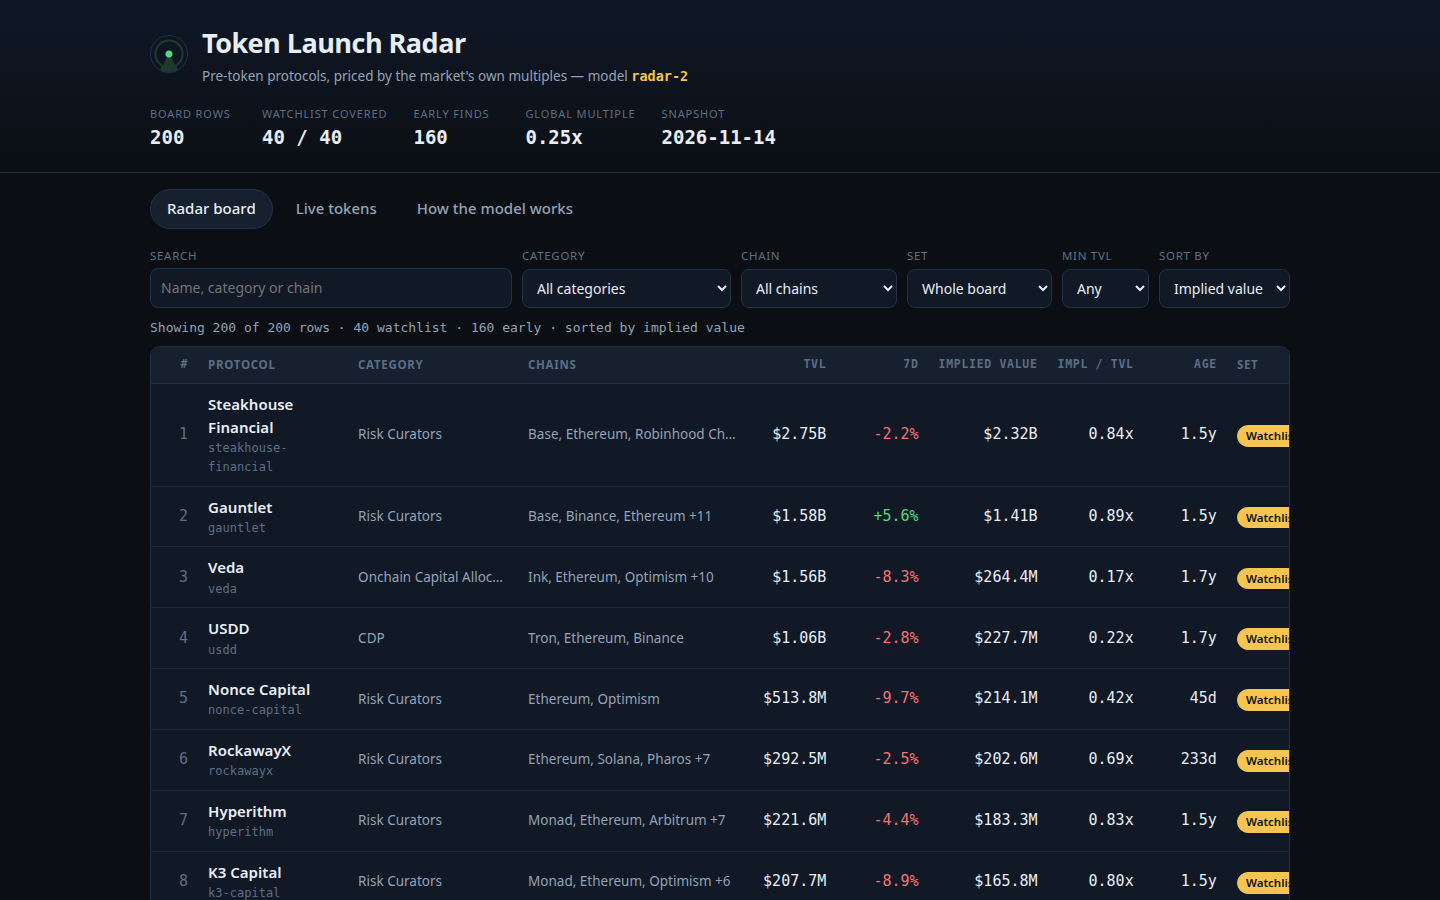 Token Launch Radar
Pre-token protocols, priced by the market's own multiples — model radar-2
BOARD ROWS WATCHLIST COVERED EARLY FINDS GLOBAL MULTIPLE SNAPSHOT
200 40 / 40 160 0.25x 2026-11-14
Radar board Live tokens How the model works
SEARCH CATEGORY CHAIN SET MIN TVL SORT BY
Name, category or chain All categories All chains Whole board Any Implied value
Showing 200 of 200 rows · 40 watchlist · 160 early · sorted by implied value
# PROTOCOL CATEGORY CHAINS TVL 7D IMPLIED VALUE IMPL / TVL AGE SET
1 Steakhouse Financial Risk Curators Base, Ethereum, Robinhood Ch... $2.75B -2.2% $2.32B 0.84x 1.5y Watchli
steakhouse-
financial
2 Gauntlet Risk Curators Base, Binance, Ethereum +11 $1.58B +5.6% $1.41B 0.89x 1.5y Watchli
gauntlet
3 Veda Onchain Capital Alloc... Ink, Ethereum, Optimism +10 $1.56B -8.3% $264.4M 0.17x 1.7y Watchli
veda
4 USDD CDP Tron, Ethereum, Binance $1.06B -2.8% $227.7M 0.22x 1.7y Watchli
usdd
5 Nonce Capital Risk Curators Ethereum, Optimism $513.8M -9.7% $214.1M 0.42x 45d Watchli
nonce-capital
6 RockawayX Risk Curators Ethereum, Solana, Pharos +7 $292.5M -2.5% $202.6M 0.69x 233d Watchli
rockawayx
7 Hyperithm Risk Curators Monad, Ethereum, Arbitrum +7 $221.6M -4.4% $183.3M 0.83x 1.5y Watchli
hyperithm
8 K3 Capital Risk Curators Monad, Ethereum, Optimism +6 $207.7M -8.9% $165.8M 0.80x 1.5y Watchli
k3-capital